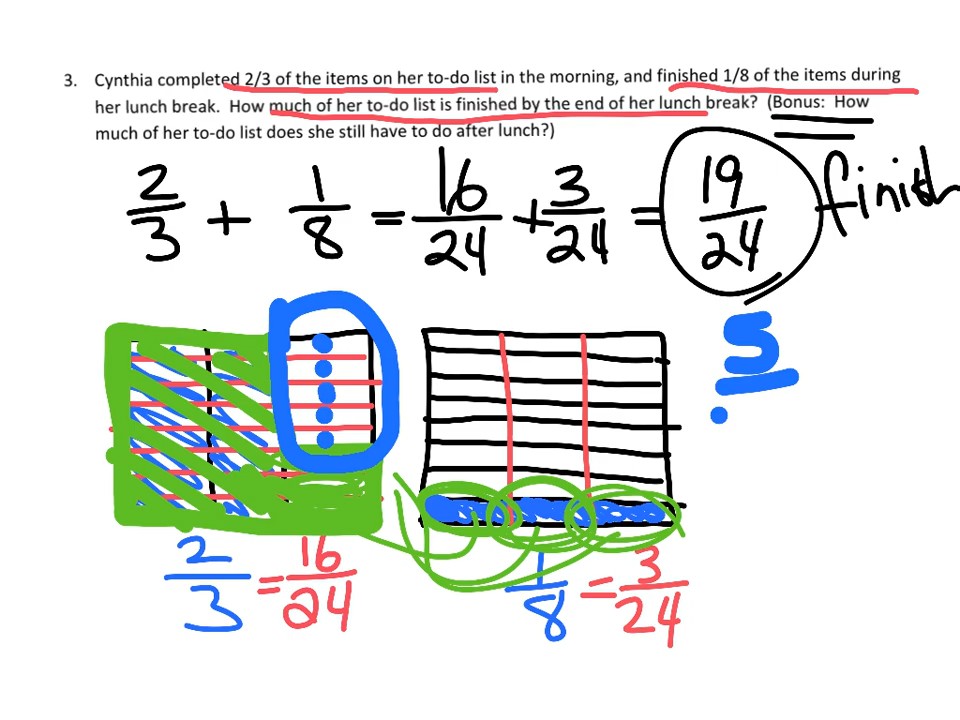 3. Cynthia completed 2/3 of the items on her to-do list in the morning, and finished 1/8 of the items during
her lunch break. How much of her to-do list is finished by the end of her lunch break? (Bonus: How
much of her to-do list does she still have to do after lunch?)
2/3 + 1/8 = 16/24 + 3/24 = 19/24 finish
5
2/3 = 16/24 1/8 = 3/24